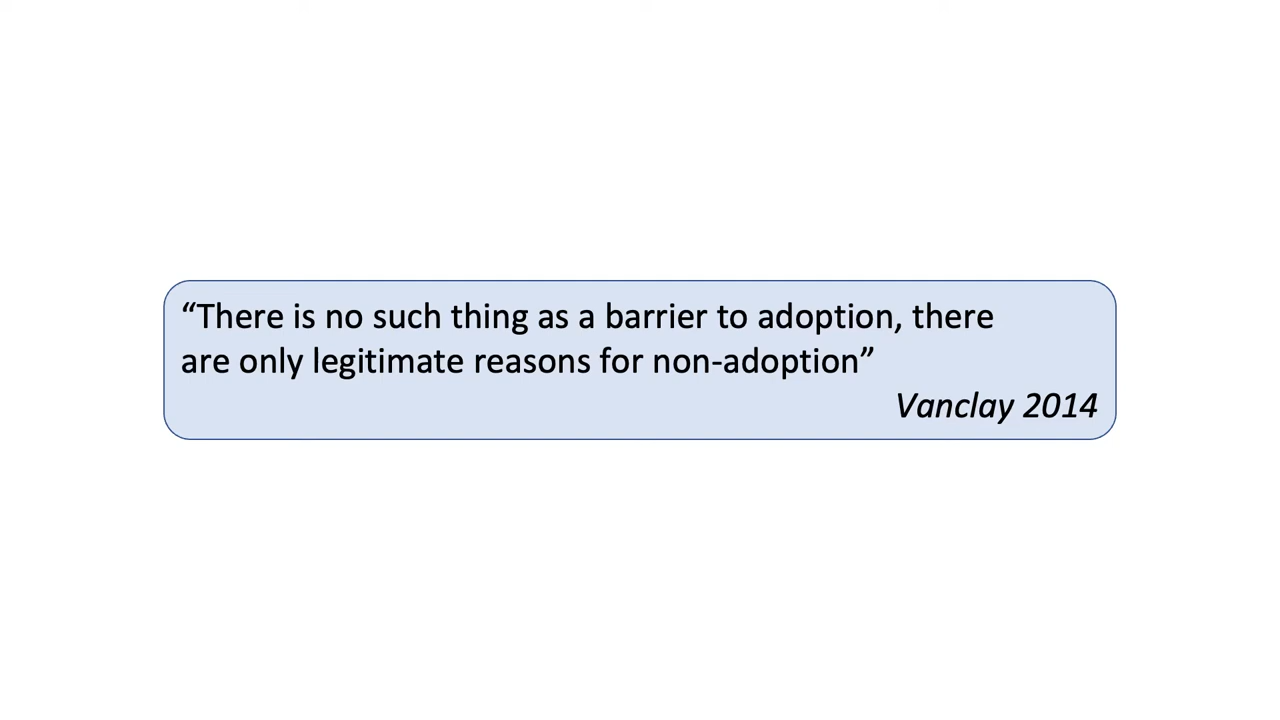 “There is no such thing as a barrier to adoption, there
are only legitimate reasons for non-adoption”
Vanclay 2014